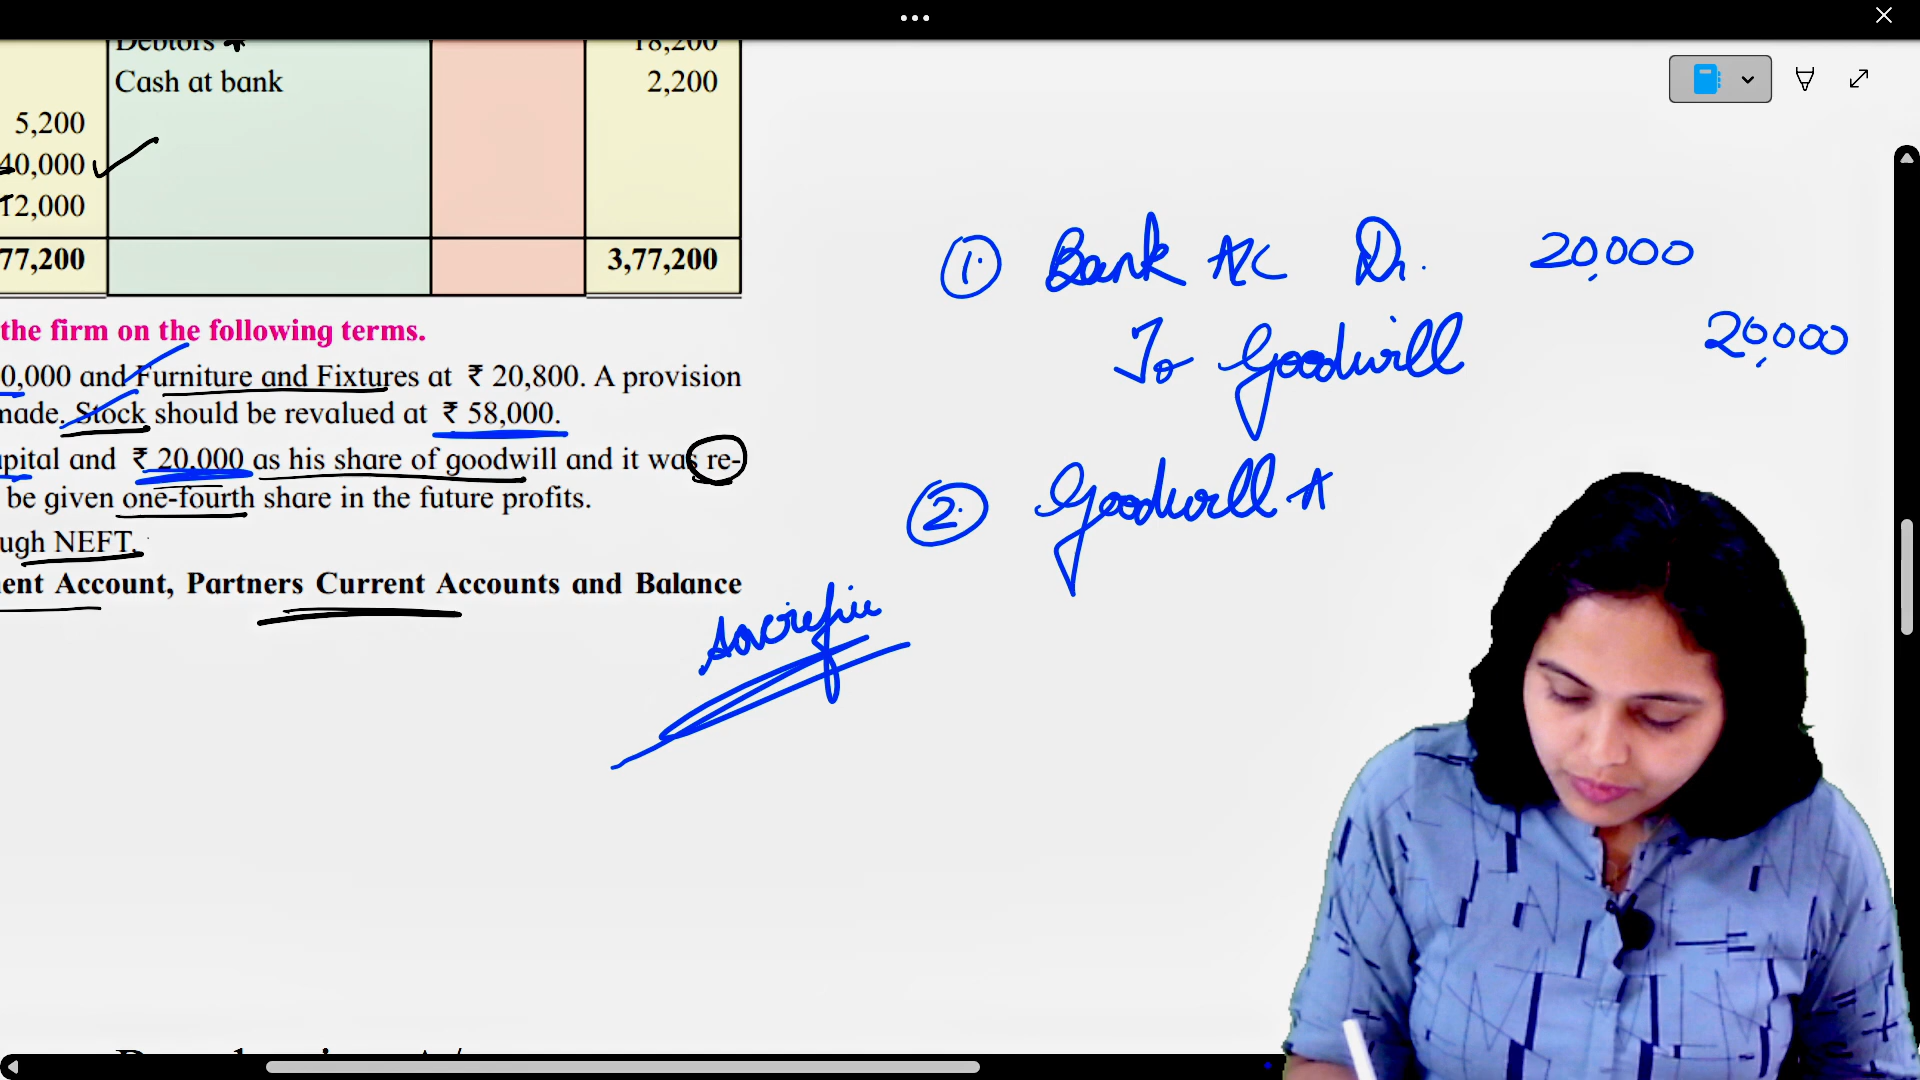 Debtors 18,200
Cash at bank 2,200
5,200
40,000
12,000
77,200 3,77,200
the firm on the following terms.
0,000 and Furniture and Fixtures at ₹ 20,800. A provision
made. Stock should be revalued at ₹ 58,000.
pital and ₹ 20,000 as his share of goodwill and it was re-
be given one-fourth share in the future profits.
ugh NEFT.
ent Account, Partners Current Accounts and Balance
① Bank A/c Dr. 20,000
To Goodwill 20,000
② Goodwill A